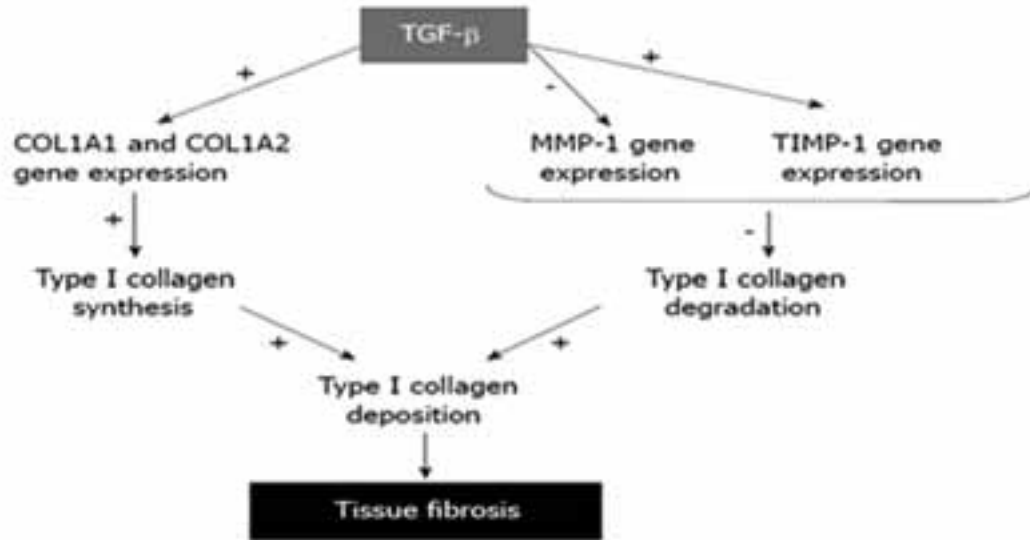 TGF-β
+
-
+
COL1A1 and COL1A2
gene expression
MMP-1 gene
expression
TIMP-1 gene
expression
+
-
Type I collagen
synthesis
Type I collagen
degradation
+
+
Type I collagen
deposition
Tissue fibrosis